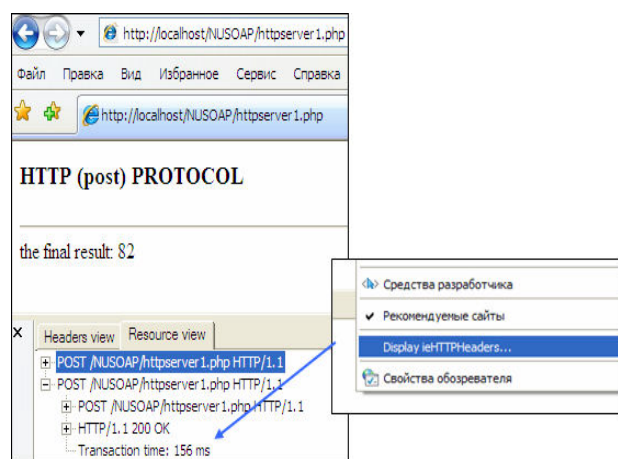 http://localhost/NUSOAP/httpserver1.php
Файл Правка Вид Избранное Сервис Справка
http://localhost/NUSOAP/httpserver1.php
HTTP (post) PROTOCOL
the final result: 82
Средства разработчика
Рекомендуемые сайты
Display ieHTTPHeaders...
Свойства обозревателя
X Headers view Resource view
POST /NUSOAP/httpserver1.php HTTP/1.1
POST /NUSOAP/httpserver1.php HTTP/1.1
POST /NUSOAP/httpserver1.php HTTP/1.1
HTTP/1.1 200 OK
Transaction time: 156 ms